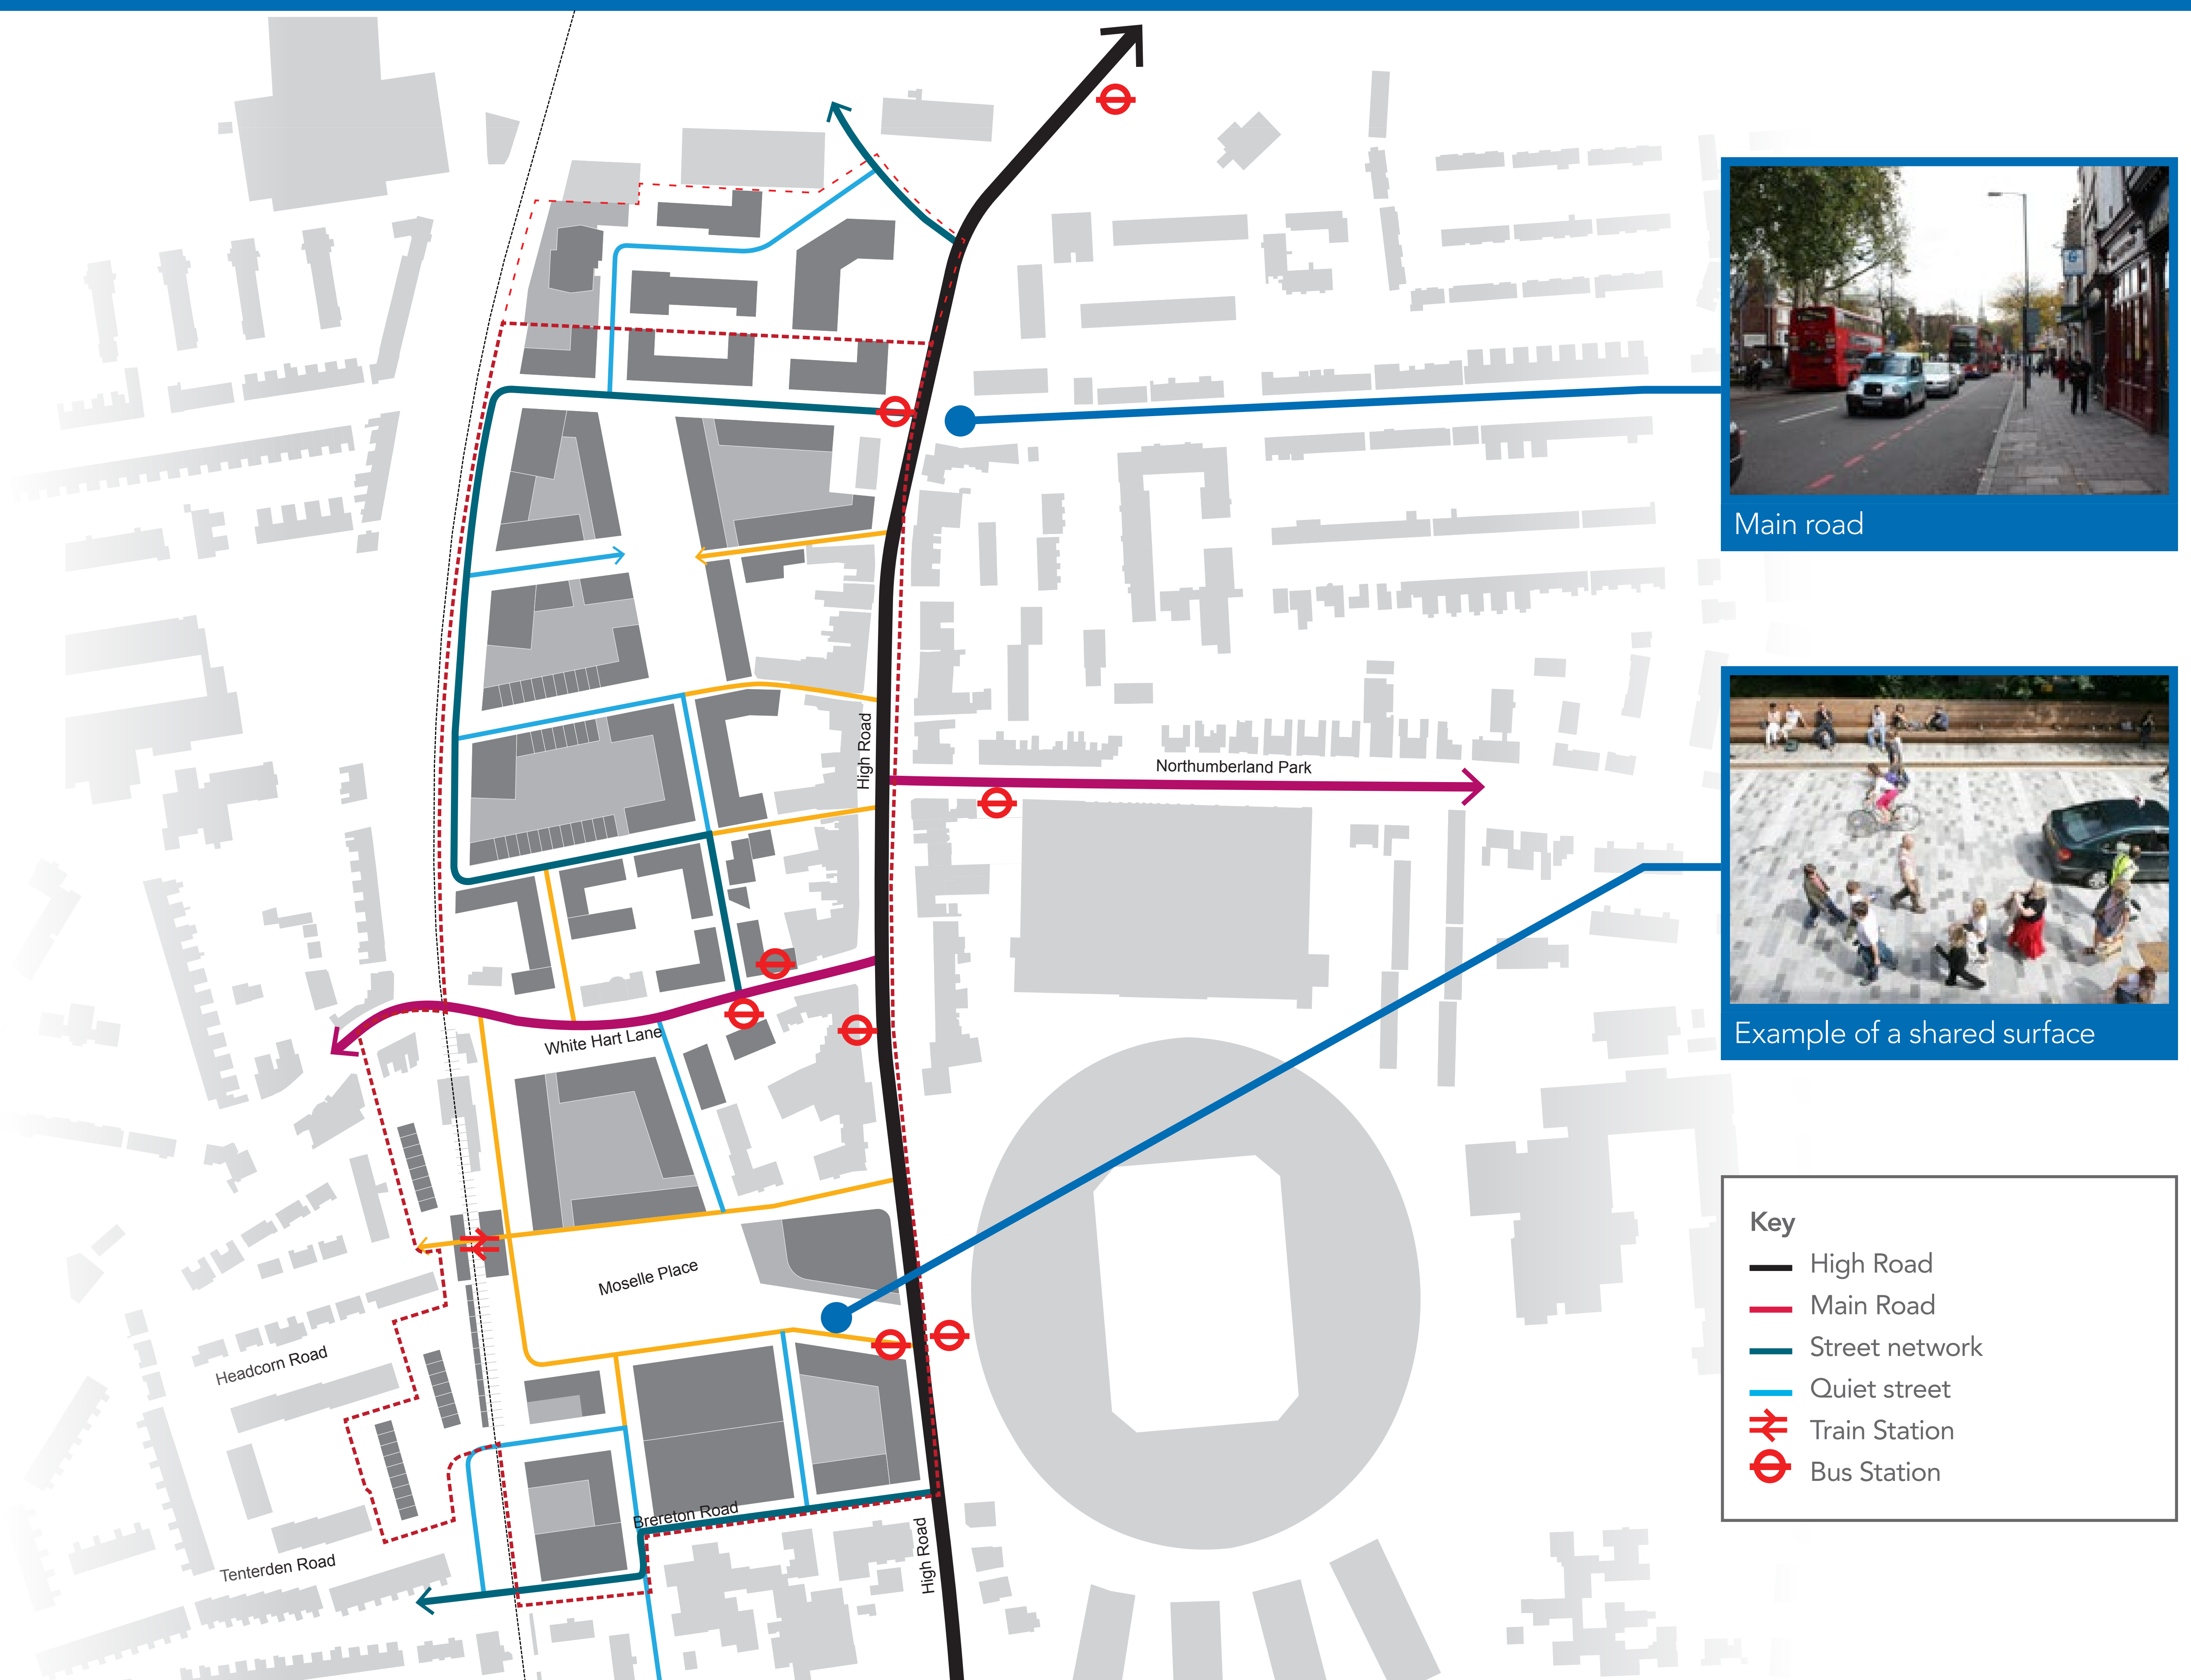 Main road
High Road
Northumberland Park
Example of a shared surface
White Hart Lane
Moselle Place
Headcorn Road
Brereton Road
High Road
Tenterden Road
Key
High Road
Main Road
Street network
Quiet street
Train Station
Bus Station